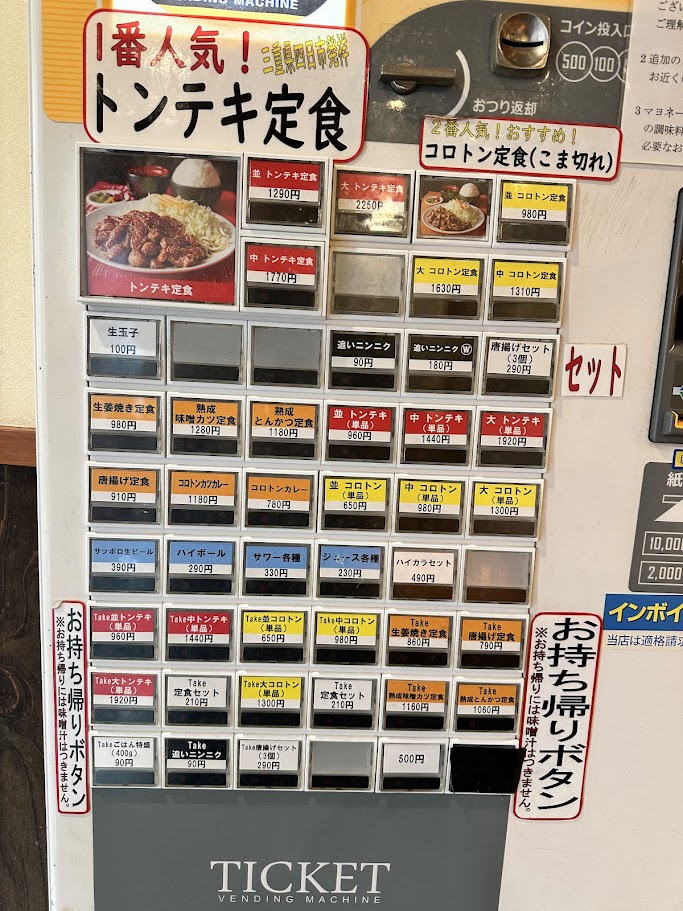 VENDING MACHINE
1番人気！
三重県四日市発祥
トンテキ定食
コイン投入口
500 100
おつり返却
2番人気！おすすめ！
コロトン定食(こま切れ)
並 トンテキ定食
1290円
大 トンテキ定食
2250円
並 コロトン定食
980円
中 トンテキ定食
1770円
大 コロトン定食
1630円
中 コロトン定食
1310円
トンテキ定食
生玉子
100円
追いニンニク
90円
追いニンニクW
180円
唐揚げセット
（3個）
290円
セット
生姜焼き定食
980円
熟成
味噌カツ定食
1280円
熟成
とんかつ定食
1180円
並 トンテキ
（単品）
960円
中 トンテキ
（単品）
1440円
大 トンテキ
（単品）
1920円
唐揚げ定食
910円
コロトンカツカレー
1180円
コロトンカレー
780円
並 コロトン
（単品）
650円
中 コロトン
（単品）
980円
大 コロトン
（単品）
1300円
サッポロ生ビール
390円
ハイボール
290円
サワー各種
330円
ジュース各種
230円
ハイカラセット
490円
10,000
2,000
インボイ
Take並トンテキ
（単品）
960円
Take中トンテキ
（単品）
1440円
Take並コロトン
（単品）
650円
Take中コロトン
（単品）
980円
Take
生姜焼き定食
860円
Take
唐揚げ定食
790円
Take大トンテキ
（単品）
1920円
Take
定食セット
210円
Take大コロトン
（単品）
1300円
Take
定食セット
210円
Take
熟成味噌カツ定食
1160円
Take
熟成とんかつ定食
1060円
Takeごはん特盛
（400g）
90円
Take
追いニンニク
90円
Take唐揚げセット
（3個）
290円
500円
お持ち帰りボタン
※お持ち帰りには味噌汁はつきません。
お持ち帰りボタン
※お持ち帰りには味噌汁はつきません。
TICKET
VENDING MACHINE